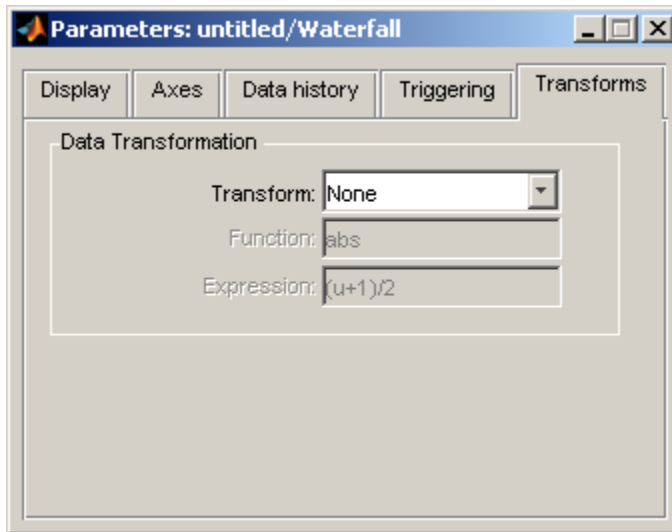 Parameters: untitled/Waterfall
Display Axes Data history Triggering Transforms
Data Transformation
Transform: None
Function: abs
Expression: (u+1)/2